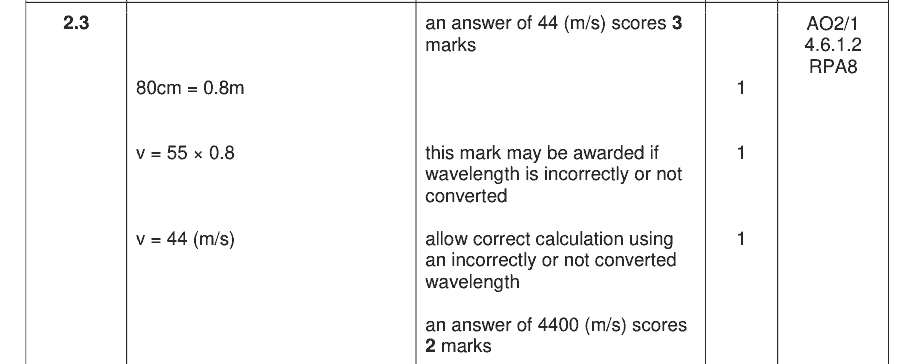 2.3
an answer of 44 (m/s) scores 3
marks
AO2/1
4.6.1.2
RPA8
80cm = 0.8m
1
v = 55 × 0.8
this mark may be awarded if
wavelength is incorrectly or not
converted
1
v = 44 (m/s)
allow correct calculation using
an incorrectly or not converted
wavelength
1
an answer of 4400 (m/s) scores
2 marks